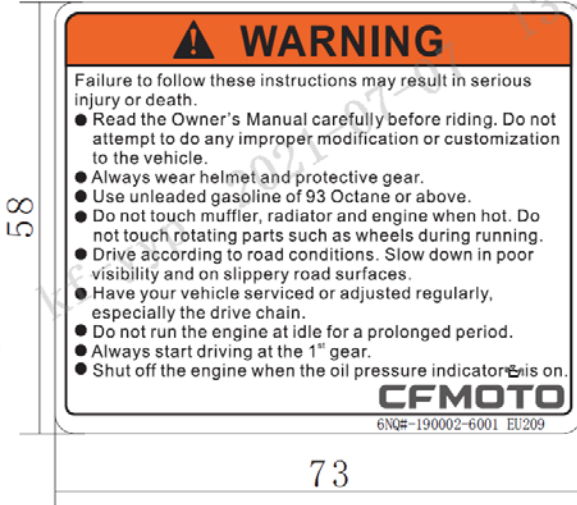 WARNING
Failure to follow these instructions may result in serious
injury or death.
● Read the Owner's Manual carefully before riding. Do not
attempt to do any improper modification or customization
to the vehicle.
● Always wear helmet and protective gear.
● Use unleaded gasoline of 93 Octane or above.
● Do not touch muffler, radiator and engine when hot. Do
not touch rotating parts such as wheels during running.
● Drive according to road conditions. Slow down in poor
visibility and on slippery road surfaces.
● Have your vehicle serviced or adjusted regularly,
especially the drive chain.
● Do not run the engine at idle for a prolonged period.
● Always start driving at the 1st gear.
● Shut off the engine when the oil pressure indicator is on.
CFMOTO
6NQ#-190002-6001 EU209
58
73
2021-07-07